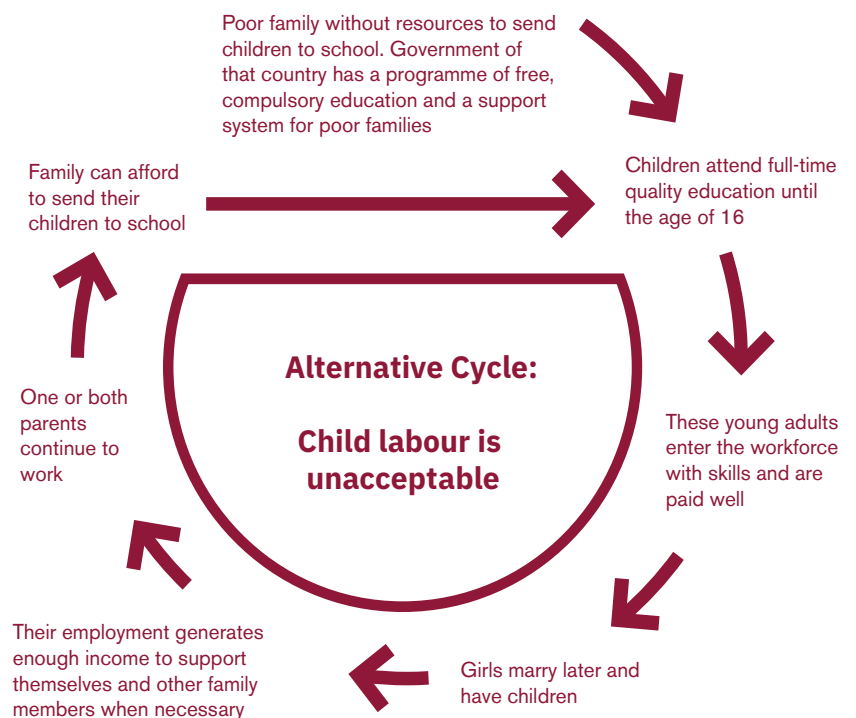 Poor family without resources to send
children to school. Government of
that country has a programme of free,
compulsory education and a support
system for poor families
Children attend full-time
quality education until
the age of 16
These young adults
enter the workforce
with skills and are
paid well
Girls marry later and
have children
Their employment generates
enough income to support
themselves and other family
members when necessary
One or both
parents
continue to
work
Family can afford
to send their
children to school
Alternative Cycle:
Child labour is
unacceptable